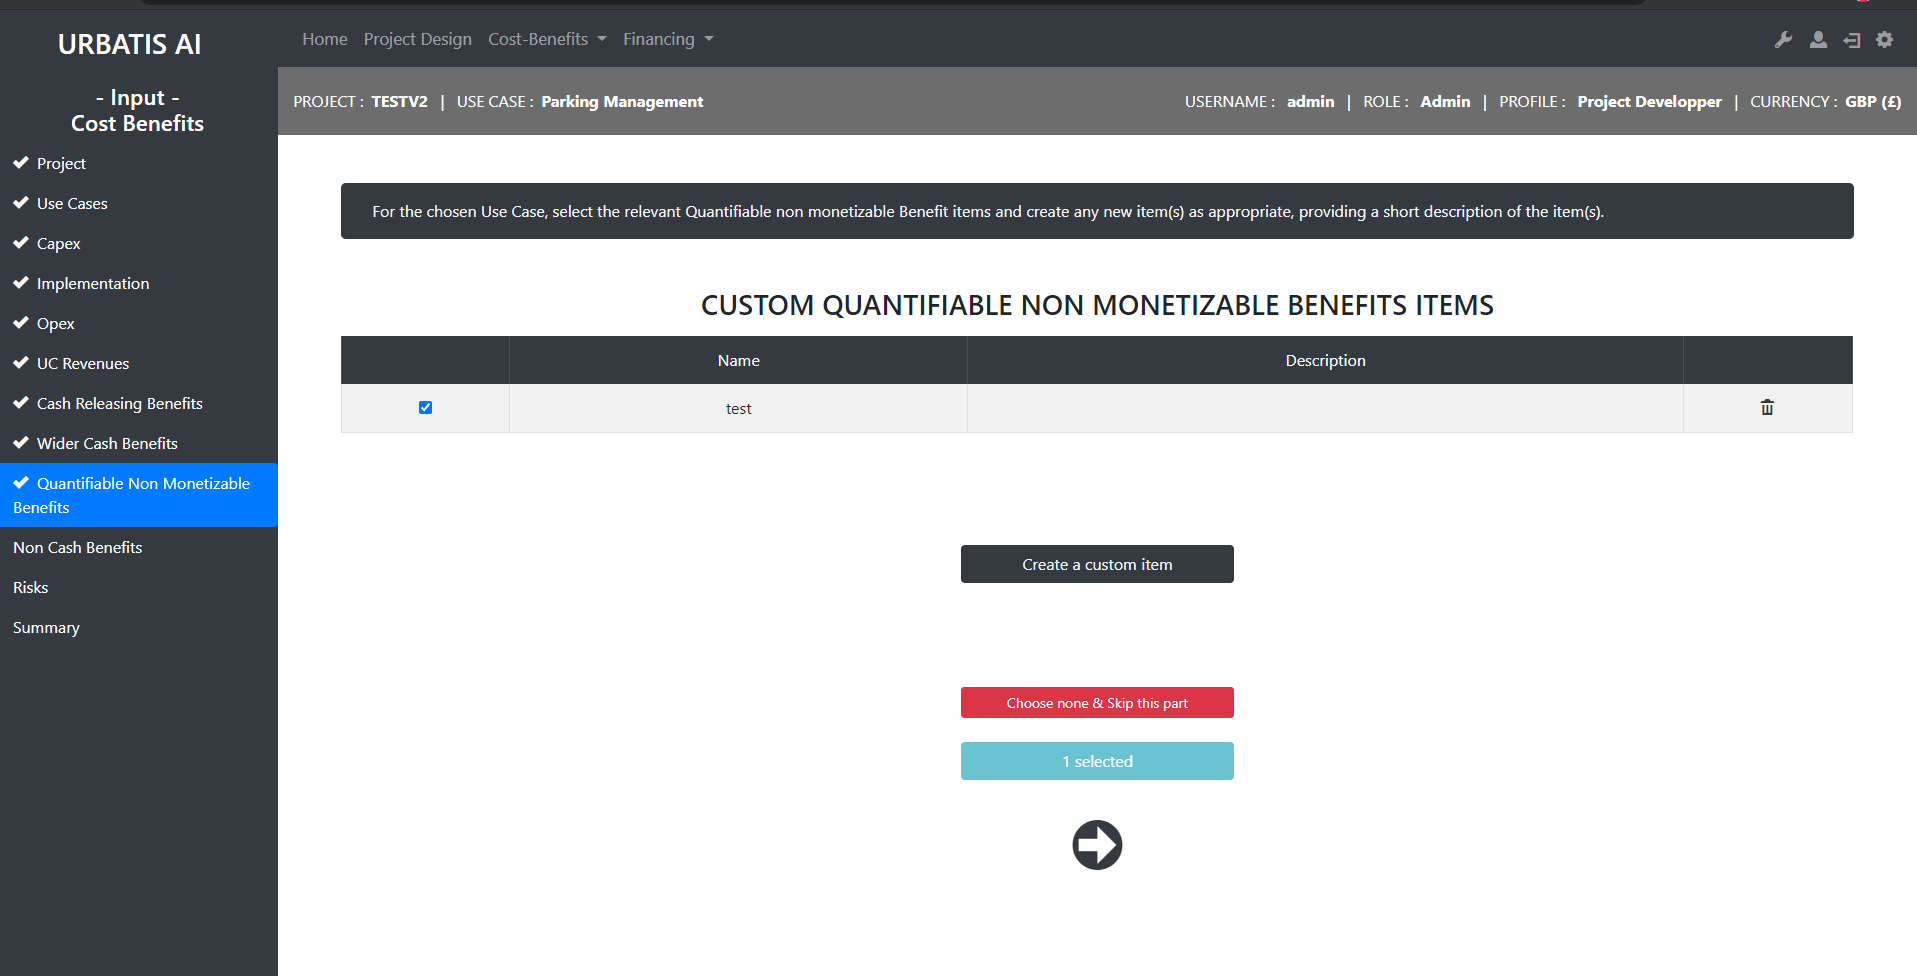 URBATIS AI
Home Project Design Cost-Benefits Financing
- Input -
Cost Benefits
PROJECT : TESTV2 | USE CASE : Parking Management
USERNAME : admin | ROLE : Admin | PROFILE : Project Developper | CURRENCY : GBP (£)
Project
Use Cases
Capex
Implementation
Opex
UC Revenues
Cash Releasing Benefits
Wider Cash Benefits
Quantifiable Non Monetizable
Benefits
Non Cash Benefits
Risks
Summary
For the chosen Use Case, select the relevant Quantifiable non monetizable Benefit items and create any new item(s) as appropriate, providing a short description of the item(s).
CUSTOM QUANTIFIABLE NON MONETIZABLE BENEFITS ITEMS
Name Description
test
Create a custom item
Choose none & Skip this part
1 selected